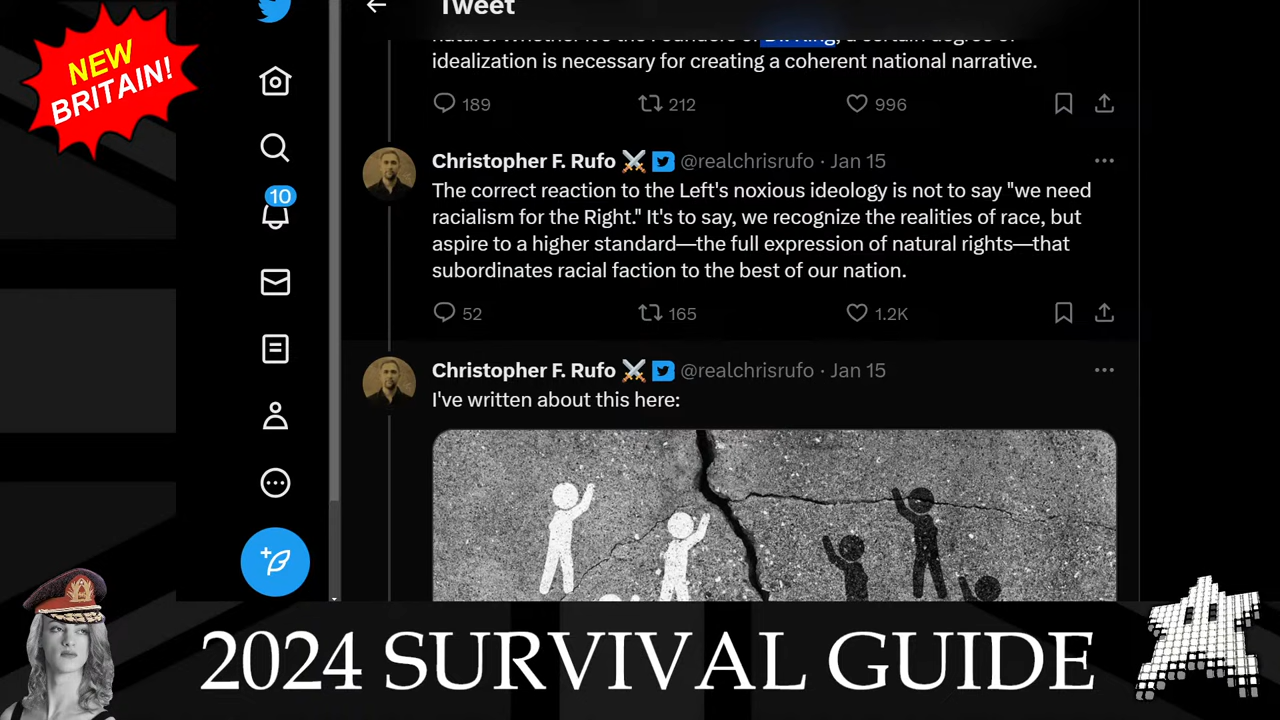 Tweet
NEW
BRITAIN!
idealization is necessary for creating a coherent national narrative.
189 212 996
Christopher F. Rufo ⚔️ @realchrisrufo · Jan 15
The correct reaction to the Left's noxious ideology is not to say "we need
racialism for the Right." It's to say, we recognize the realities of race, but
aspire to a higher standard—the full expression of natural rights—that
subordinates racial faction to the best of our nation.
52 165 1.2K
10
Christopher F. Rufo ⚔️ @realchrisrufo · Jan 15
I've written about this here:
2024 SURVIVAL GUIDE